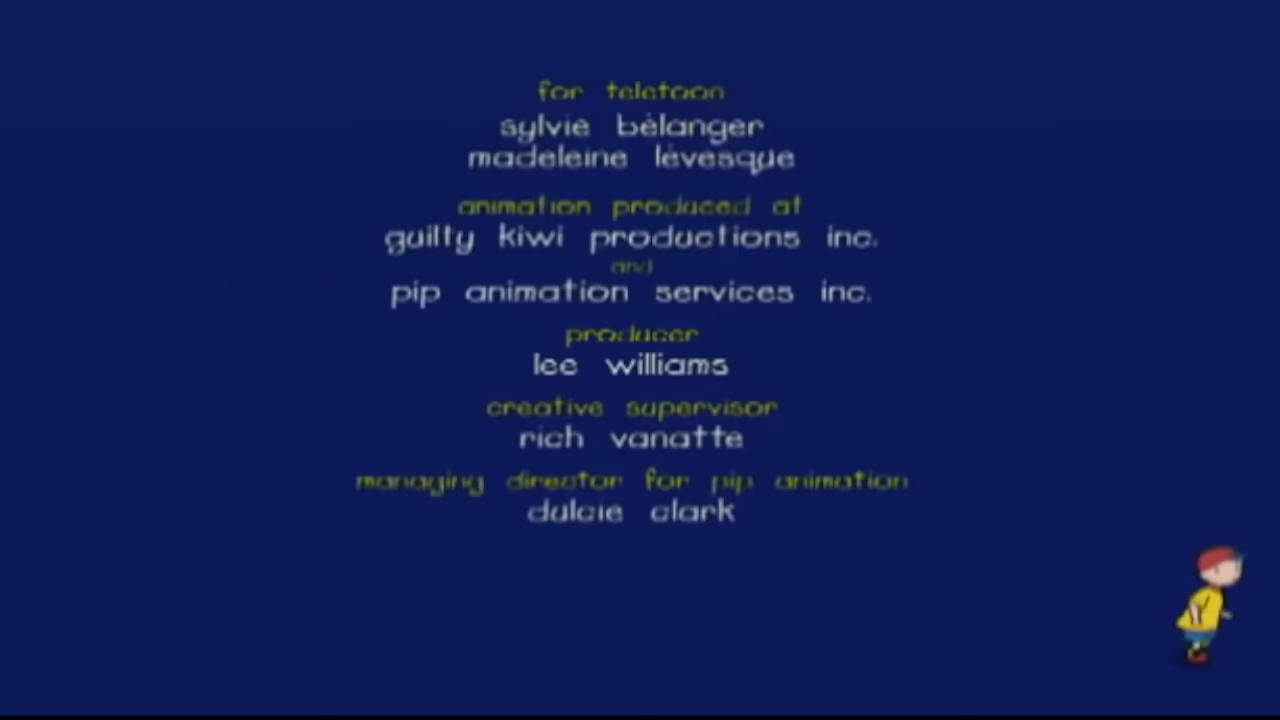 for teletoon
sylvie bélanger
madeleine lévesque
animation produced at
guilty kiwi productions inc.
and
pip animation services inc.
producer
lee williams
creative supervisor
rich vanatte
managing director for pip animation
dulcie clark